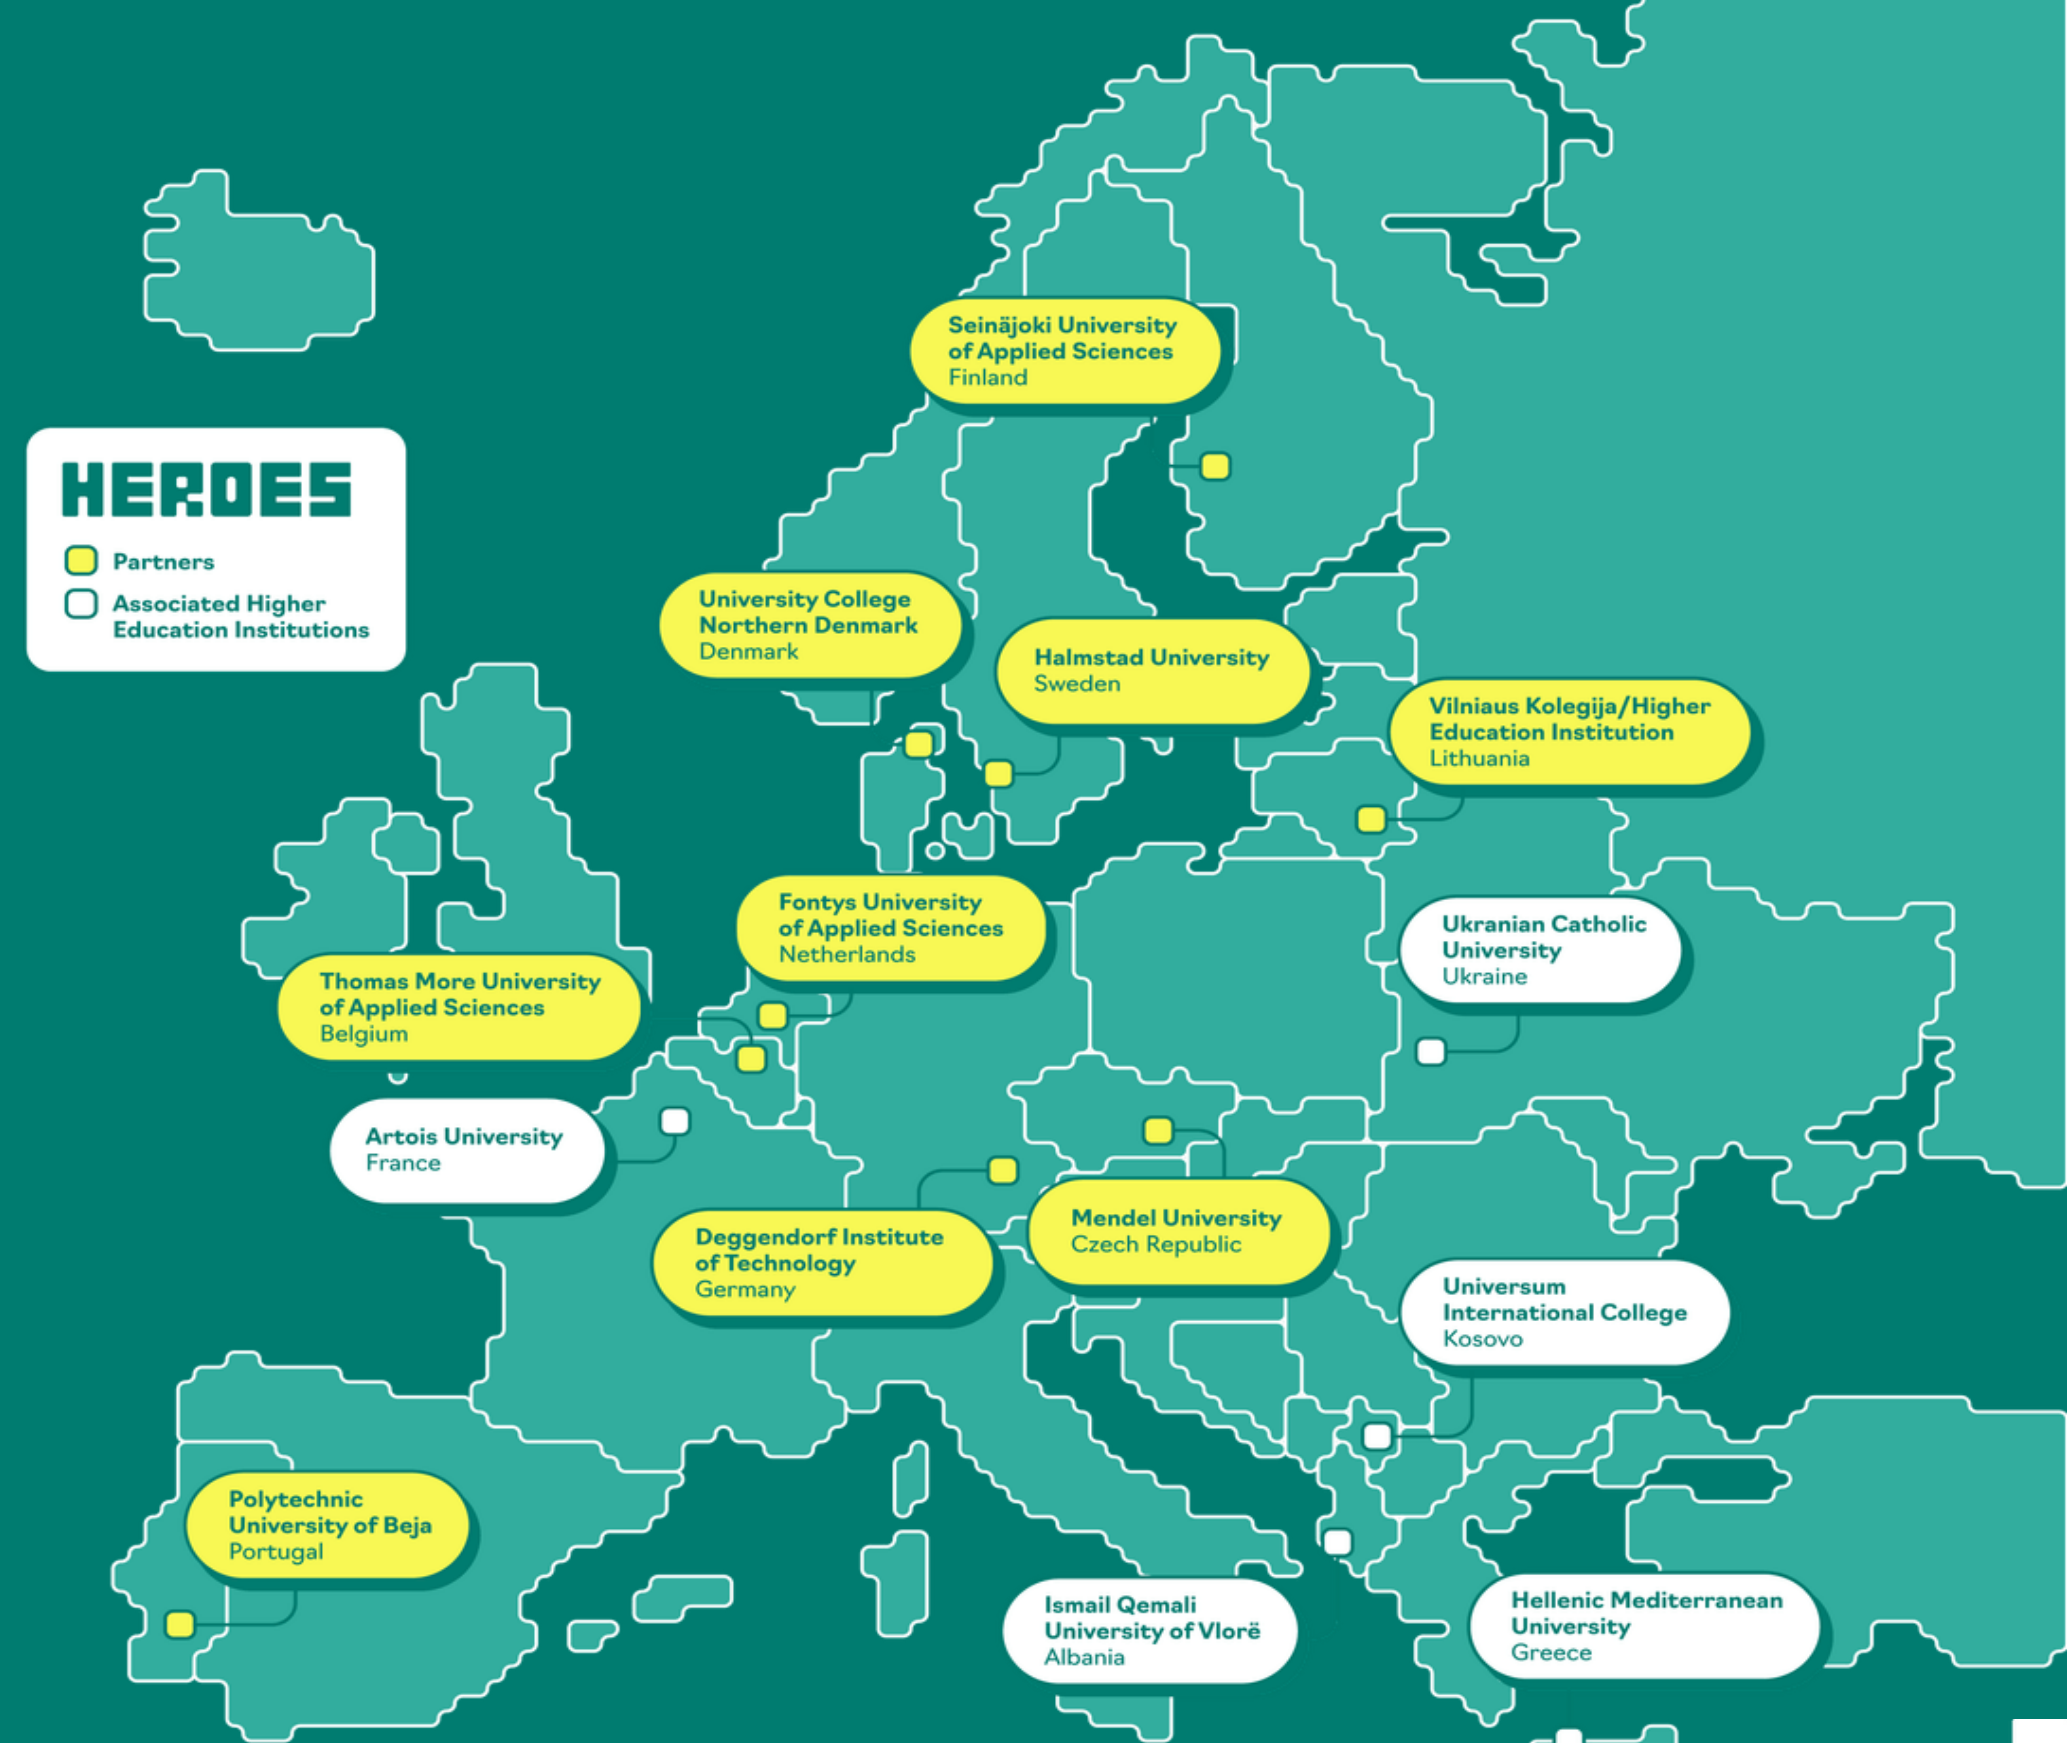 Seinäjoki University
of Applied Sciences
Finland
HEROES
Partners
Associated Higher
Education Institutions
University College
Northern Denmark
Denmark
Halmstad University
Sweden
Vilniaus Kolegija/Higher
Education Institution
Lithuania
Fontys University
of Applied Sciences
Netherlands
Ukranian Catholic
University
Ukraine
Thomas More University
of Applied Sciences
Belgium
Artois University
France
Deggendorf Institute
of Technology
Germany
Mendel University
Czech Republic
Universum
International College
Kosovo
Polytechnic
University of Beja
Portugal
Ismail Qemali
University of Vlorë
Albania
Hellenic Mediterranean
University
Greece